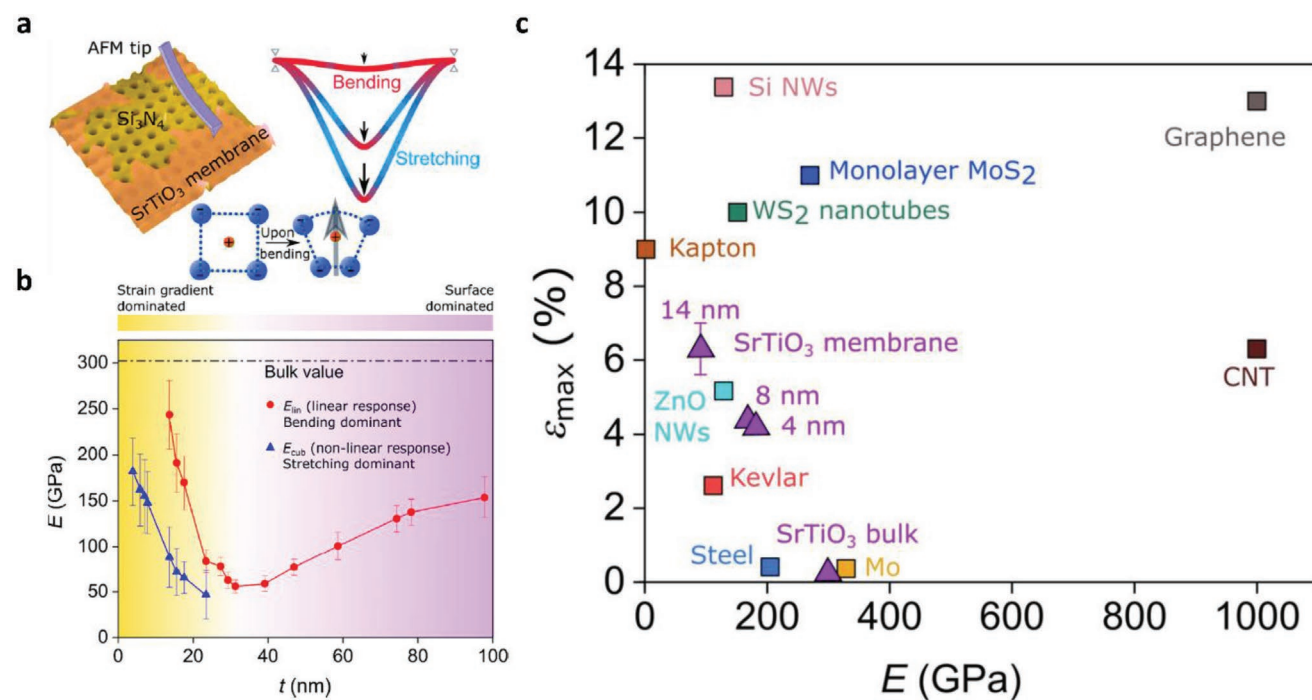 a
AFM tip
Si₃N₄
SrTiO₃ membrane
Bending
Stretching
− − − −
+
Upon
bending
− − − −
+
b
Strain gradient
dominated
Surface
dominated
300
250
200
150
100
50
0
E (GPa)
Bulk value
E_lin (linear response)
Bending dominant
E_cub (non-linear response)
Stretching dominant
0 20 40 60 80 100
t (nm)
c
14
12
10
8
6
4
2
0
ε_max (%)
Si NWs
Graphene
Monolayer MoS₂
WS₂ nanotubes
Kapton
14 nm
SrTiO₃ membrane
CNT
ZnO
NWs
8 nm
4 nm
Kevlar
SrTiO₃ bulk
Steel
Mo
0 200 400 600 800 1000
E (GPa)